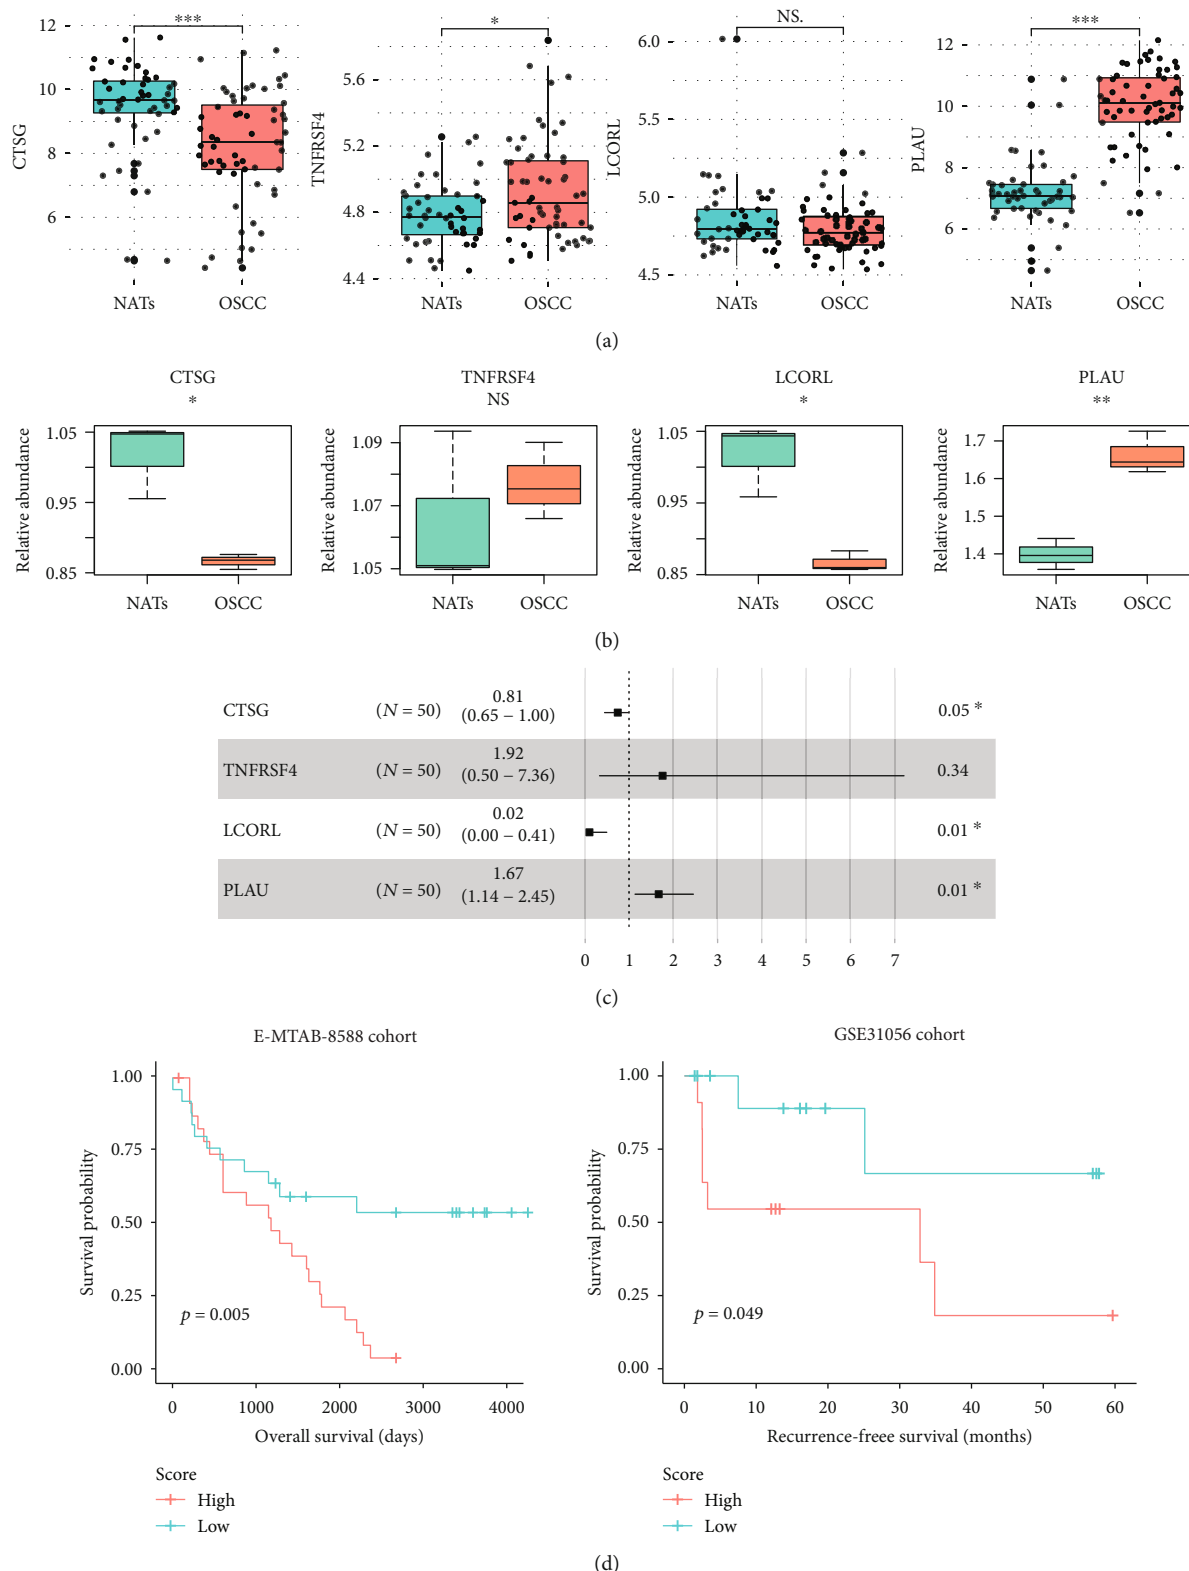 CTSG
12
10
8
6
***
NATs
OSCC
TNFRSF4
5.6
5.2
4.8
4.4
*
NATs
OSCC
LCORL
6.0
5.5
5.0
4.5
NS.
NATs
OSCC
PLAU
12
10
8
6
***
NATs
OSCC
(a)
CTSG
*
Relative abundance
1.05
0.95
0.85
NATs
OSCC
TNFRSF4
NS
Relative abundance
1.09
1.07
1.05
NATs
OSCC
LCORL
*
Relative abundance
1.05
0.95
0.85
NATs
OSCC
PLAU
**
Relative abundance
1.7
1.6
1.4
NATs
OSCC
(b)
CTSG (N = 50) 0.81 (0.65 – 1.00) 0.05 *
TNFRSF4 (N = 50) 1.92 (0.50 – 7.36) 0.34
LCORL (N = 50) 0.02 (0.00 – 0.41) 0.01 *
PLAU (N = 50) 1.67 (1.14 – 2.45) 0.01 *
0 1 2 3 4 5 6 7
(c)
E-MTAB-8588 cohort
Survival probability
1.00
0.75
0.50
0.25
0.00
p = 0.005
0 1000 2000 3000 4000
Overall survival (days)
Score
High
Low
GSE31056 cohort
Survival probability
1.00
0.75
0.50
0.25
0.00
p = 0.049
0 10 20 30 40 50 60
Recurrence-freee survival (months)
Score
High
Low
(d)